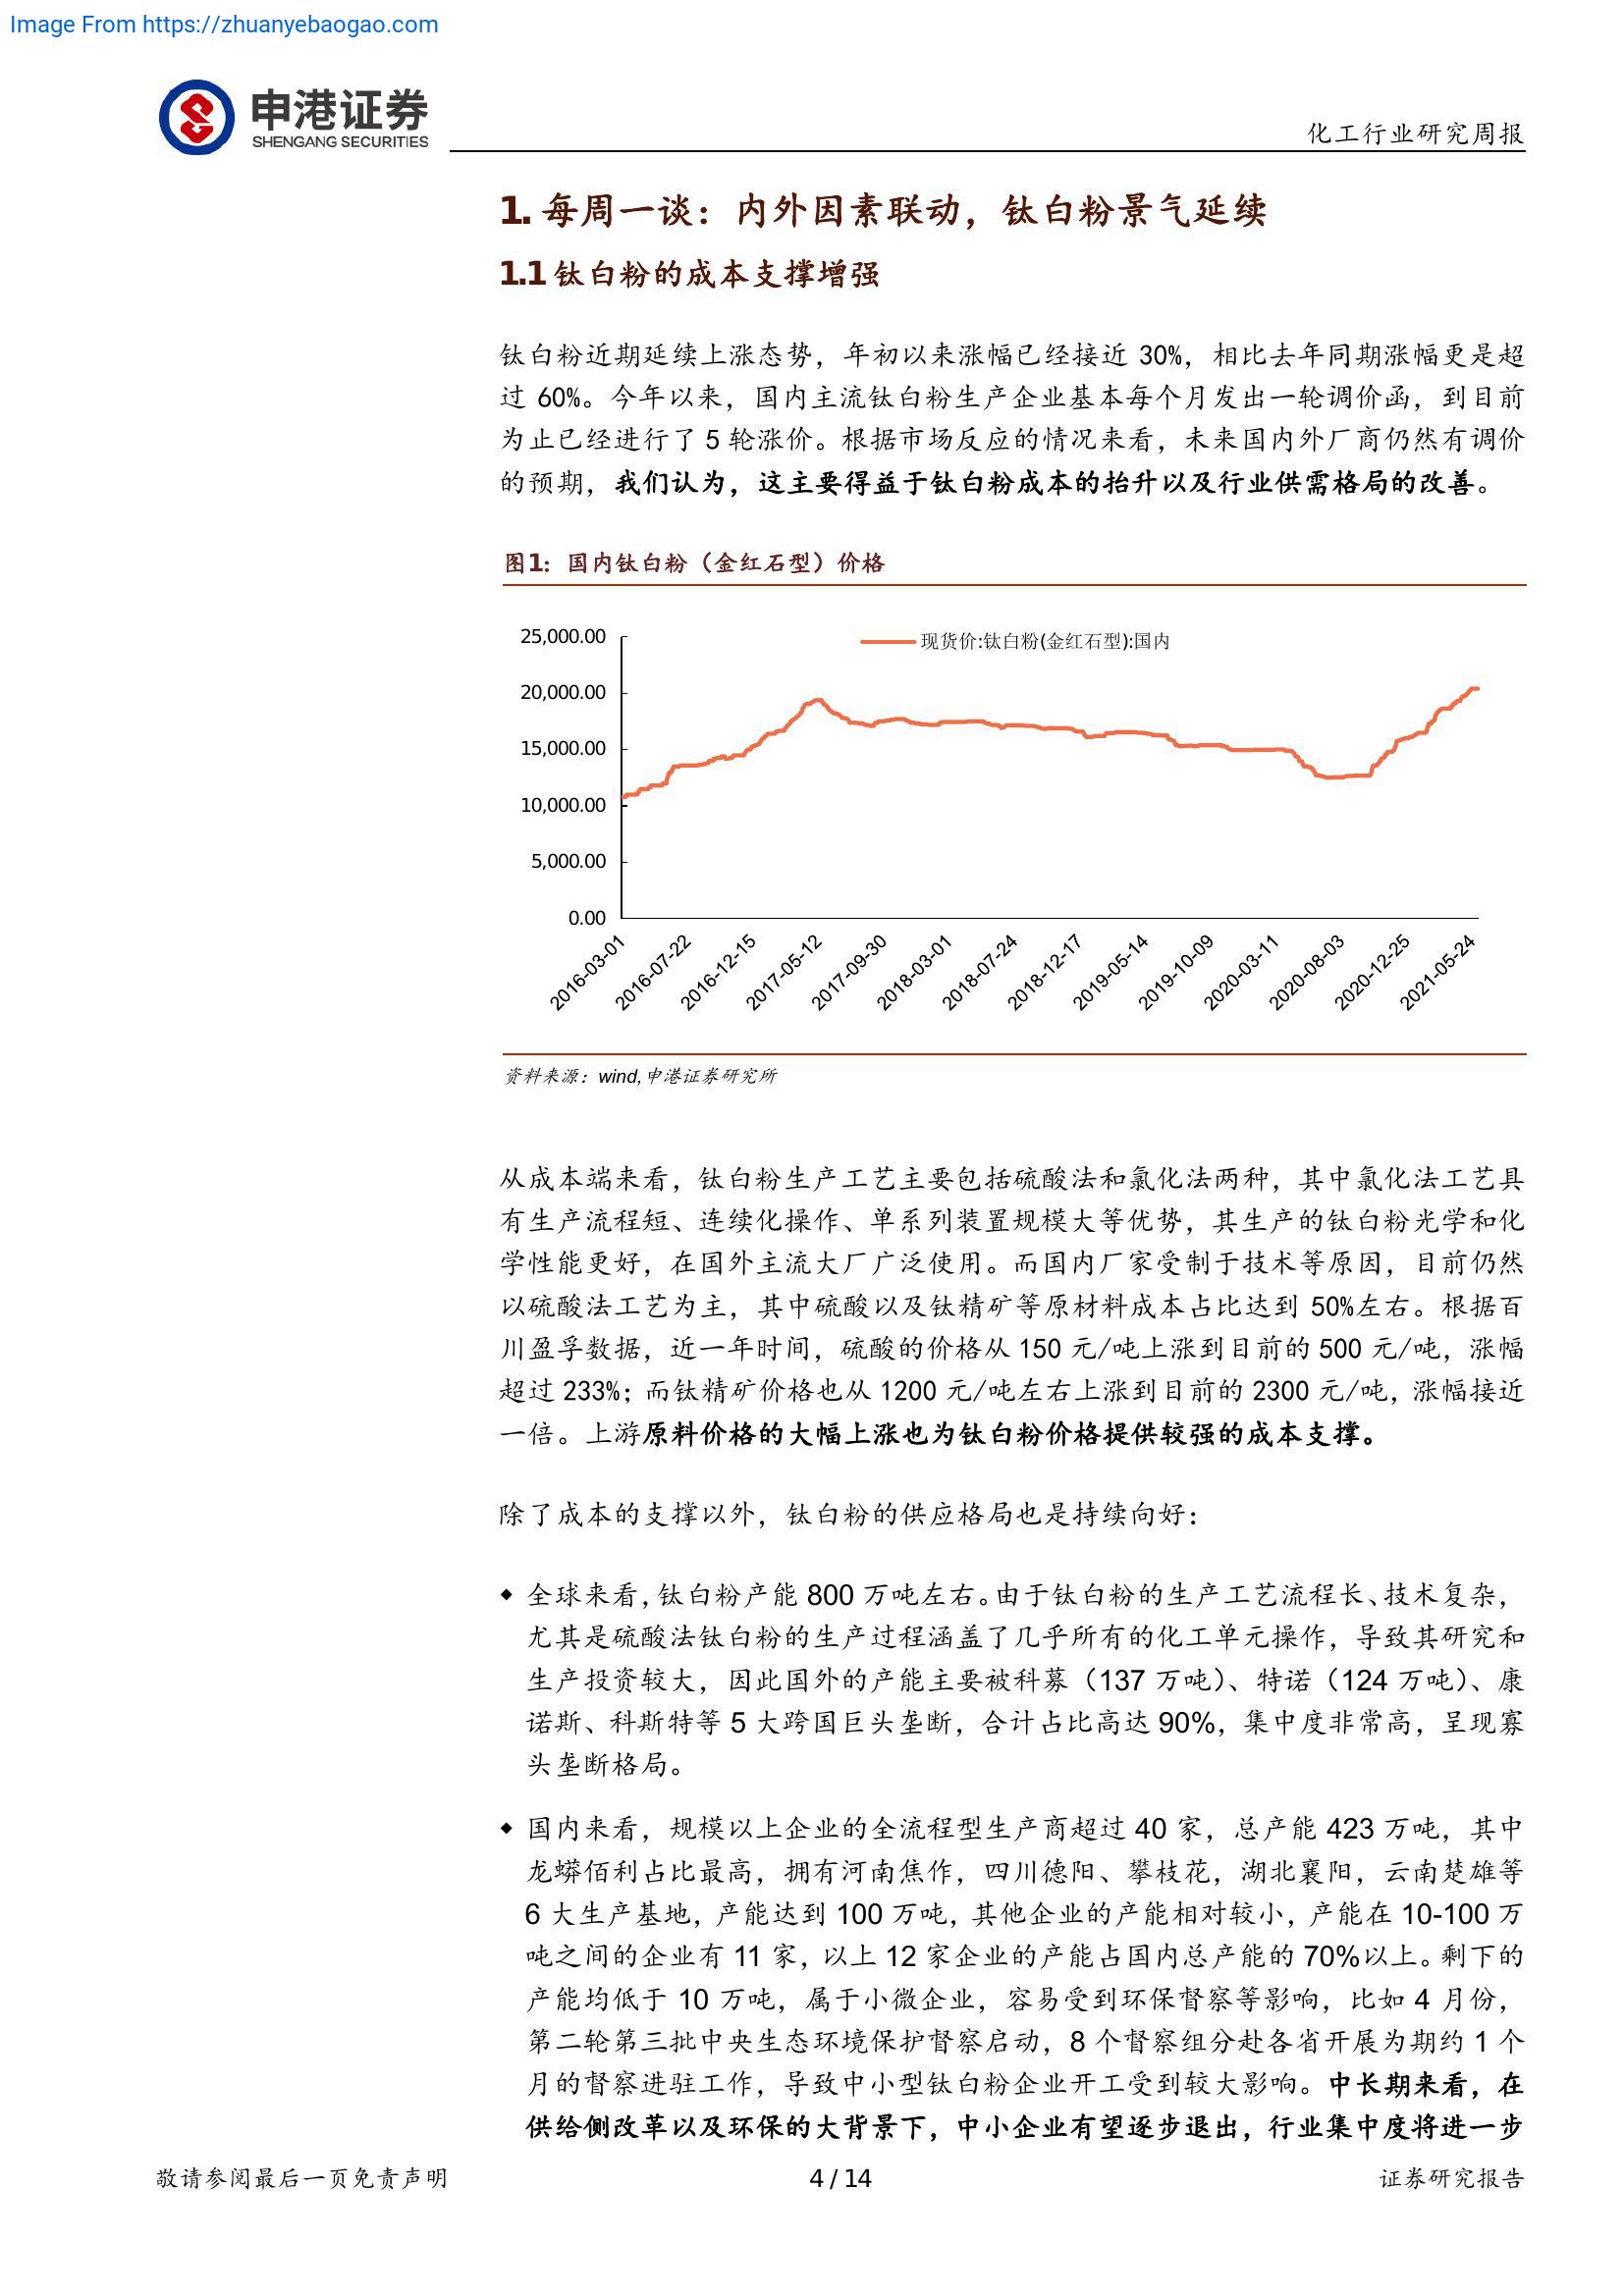 Image From https://zhuanyebaogao.com
申港证券
SHENGANG SECURITIES
化工行业研究周报
1. 每周一谈：内外因素联动，钛白粉景气延续
1.1 钛白粉的成本支撑增强
钛白粉近期延续上涨态势，年初以来涨幅已经接近 30%，相比去年同期涨幅更是超
过 60%。今年以来，国内主流钛白粉生产企业基本每个月发出一轮调价函，到目前
为止已经进行了 5 轮涨价。根据市场反应的情况来看，未来国内外厂商仍然有调价
的预期，我们认为，这主要得益于钛白粉成本的抬升以及行业供需格局的改善。
图1：国内钛白粉（金红石型）价格
现货价:钛白粉(金红石型):国内
25,000.00
20,000.00
15,000.00
10,000.00
5,000.00
0.00
2016-03-01
2016-07-22
2016-12-15
2017-05-12
2017-09-30
2018-03-01
2018-07-24
2018-12-17
2019-05-14
2019-10-09
2020-03-11
2020-08-03
2020-12-25
2021-05-24
资料来源：wind,申港证券研究所
从成本端来看，钛白粉生产工艺主要包括硫酸法和氯化法两种，其中氯化法工艺具
有生产流程短、连续化操作、单系列装置规模大等优势，其生产的钛白粉光学和化
学性能更好，在国外主流大厂广泛使用。而国内厂家受制于技术等原因，目前仍然
以硫酸法工艺为主，其中硫酸以及钛精矿等原材料成本占比达到 50%左右。根据百
川盈孚数据，近一年时间，硫酸的价格从 150 元/吨上涨到目前的 500 元/吨，涨幅
超过 233%；而钛精矿价格也从 1200 元/吨左右上涨到目前的 2300 元/吨，涨幅接近
一倍。上游原料价格的大幅上涨也为钛白粉价格提供较强的成本支撑。
除了成本的支撑以外，钛白粉的供应格局也是持续向好：
◆ 全球来看，钛白粉产能 800 万吨左右。由于钛白粉的生产工艺流程长、技术复杂，
尤其是硫酸法钛白粉的生产过程涵盖了几乎所有的化工单元操作，导致其研究和
生产投资较大，因此国外的产能主要被科慕（137 万吨）、特诺（124 万吨）、康
诺斯、科斯特等 5 大跨国巨头垄断，合计占比高达 90%，集中度非常高，呈现寡
头垄断格局。
◆ 国内来看，规模以上企业的全流程型生产商超过 40 家，总产能 423 万吨，其中
龙蟒佰利占比最高，拥有河南焦作，四川德阳、攀枝花，湖北襄阳，云南楚雄等
6 大生产基地，产能达到 100 万吨，其他企业的产能相对较小，产能在 10-100 万
吨之间的企业有 11 家，以上 12 家企业的产能占国内总产能的 70%以上。剩下的
产能均低于 10 万吨，属于小微企业，容易受到环保督察等影响，比如 4 月份，
第二轮第三批中央生态环境保护督察启动，8 个督察组分赴各省开展为期约 1 个
月的督察进驻工作，导致中小型钛白粉企业开工受到较大影响。中长期来看，在
供给侧改革以及环保的大背景下，中小企业有望逐步退出，行业集中度将进一步
敬请参阅最后一页免责声明
4 / 14
证券研究报告